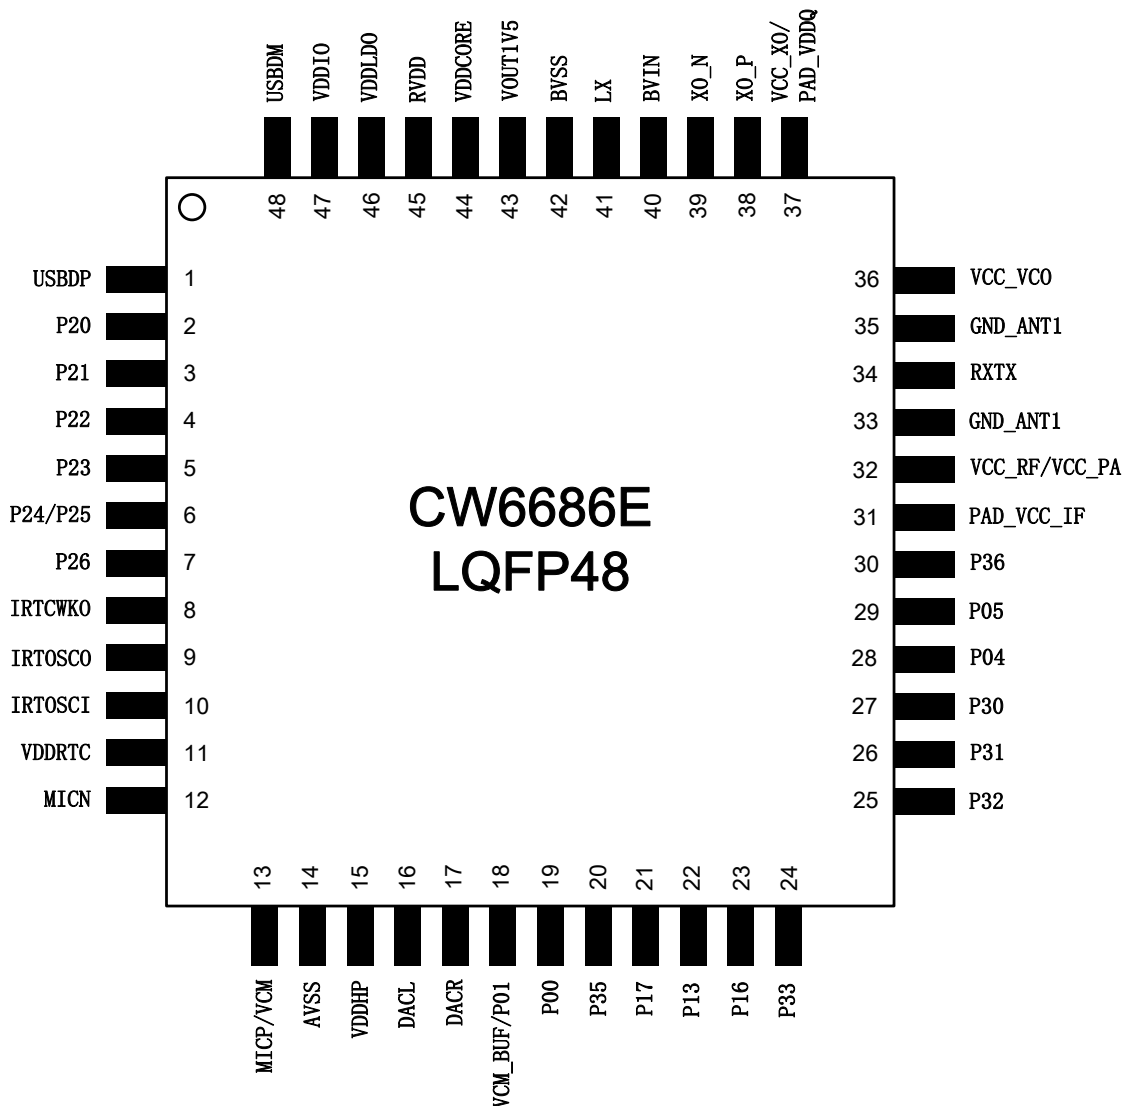 USBDM
VDDIO
VDDLDO
RVDD
VDDCORE
VOUT1V5
BVSS
LX
BVIN
XO_N
XO_P
VCC_XO/
PAD_VDDQ
48 47 46 45 44 43 42 41 40 39 38 37
USBDP 1
P20 2
P21 3
P22 4
P23 5
P24/P25 6
P26 7
IRTCWKO 8
IRTOSCO 9
IRTOSCI 10
VDDRTC 11
MICN 12
CW6686E
LQFP48
36 VCC_VCO
35 GND_ANT1
34 RXTX
33 GND_ANT1
32 VCC_RF/VCC_PA
31 PAD_VCC_IF
30 P36
29 P05
28 P04
27 P30
26 P31
25 P32
13 14 15 16 17 18 19 20 21 22 23 24
MICP/VCM
AVSS
VDDHP
DACL
DACR
VCM_BUF/P01
P00
P35
P17
P13
P16
P33